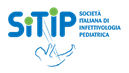 SiTiP
SOCIETÀ
ITALIANA DI
INFETTIVOLOGIA
PEDIATRICA